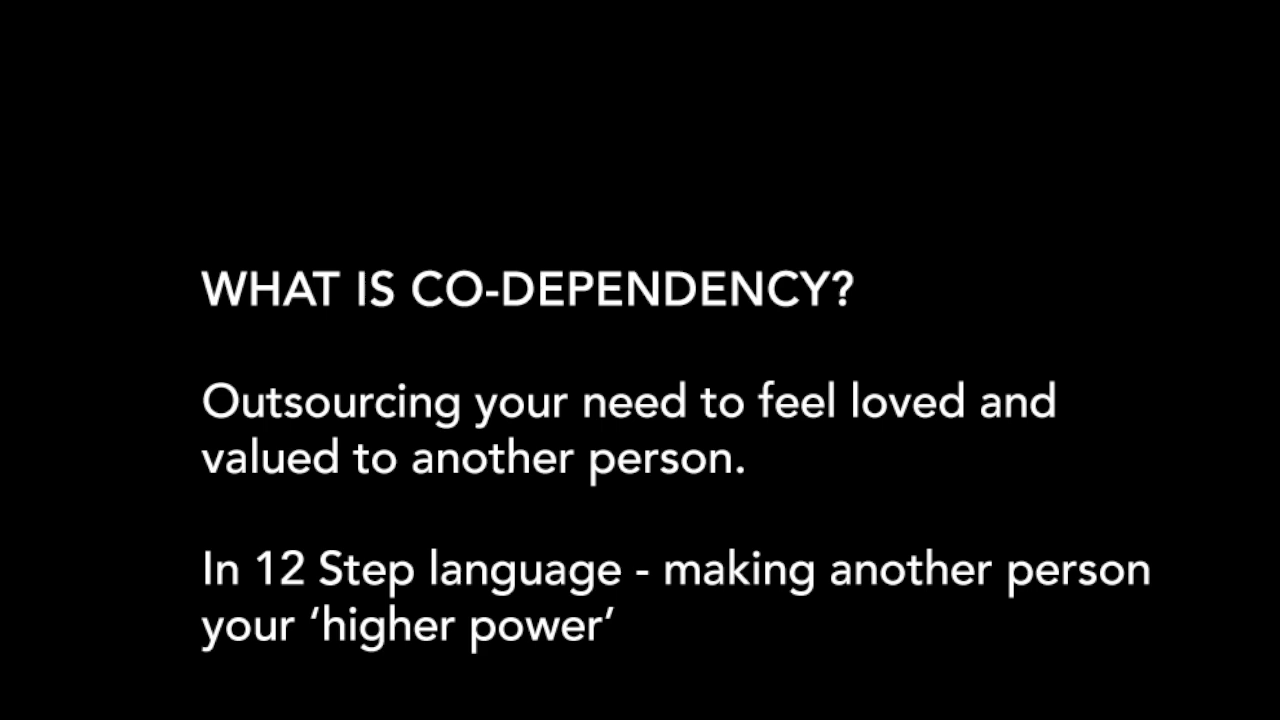 WHAT IS CO-DEPENDENCY?
Outsourcing your need to feel loved and
valued to another person.
In 12 Step language - making another person
your ‘higher power’